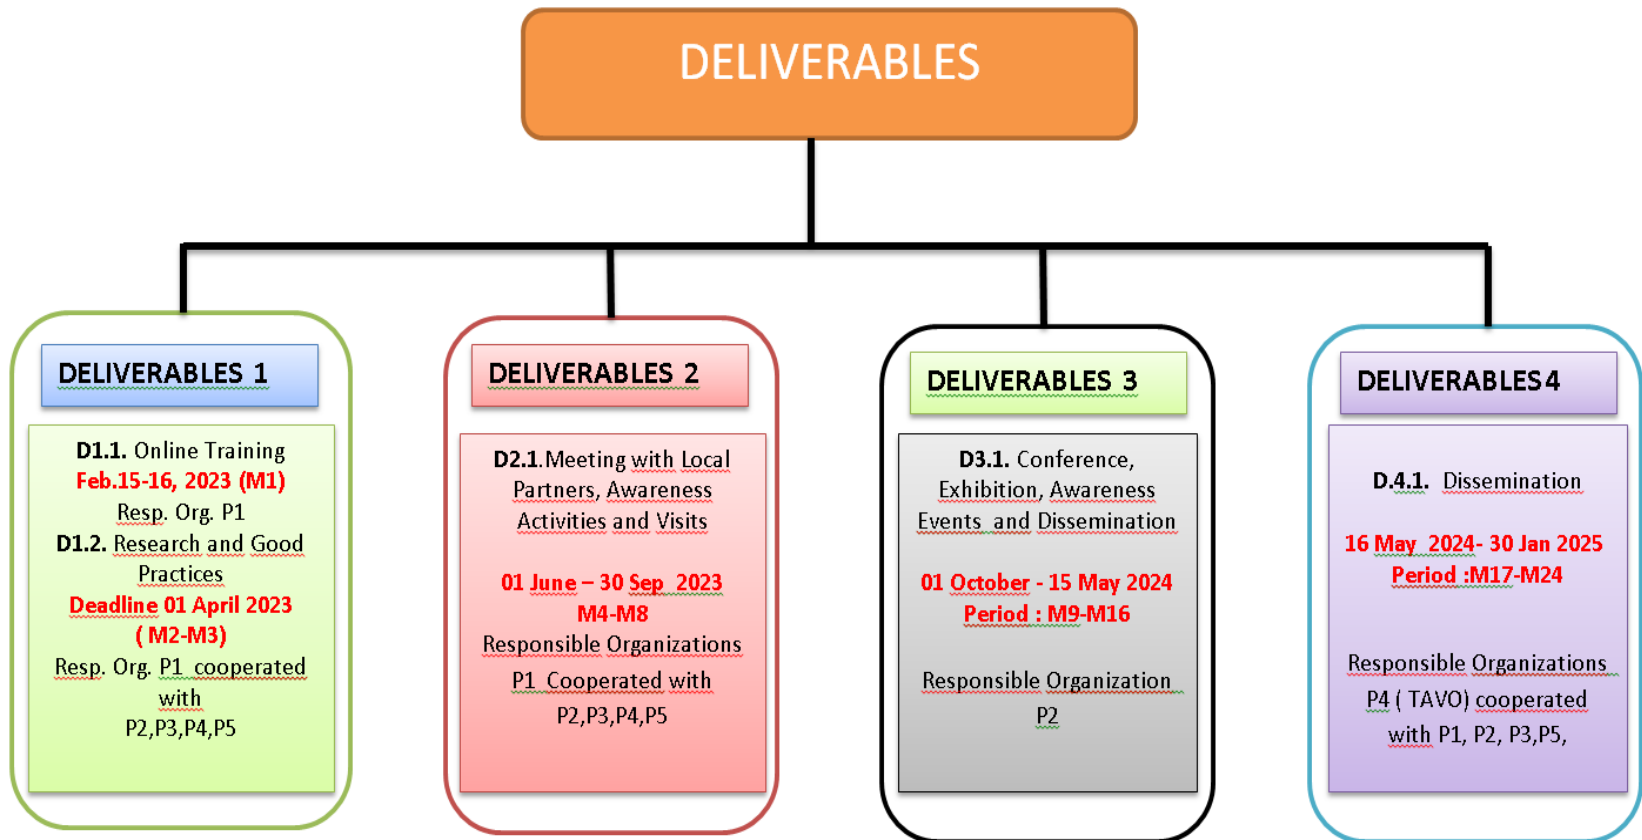 DELIVERABLES
DELIVERABLES 1
D1.1. Online Training
Feb.15-16, 2023 (M1)
Resp. Org. P1
D1.2. Research and Good
Practices
Deadline 01 April 2023
( M2-M3)
Resp. Org. P1 cooperated
with
P2,P3,P4,P5
DELIVERABLES 2
D2.1.Meeting with Local
Partners, Awareness
Activities and Visits
01 June – 30 Sep 2023
M4-M8
Responsible Organizations
P1 Cooperated with
P2,P3,P4,P5
DELIVERABLES 3
D3.1. Conference,
Exhibition, Awareness
Events and Dissemination
01 October - 15 May 2024
Period : M9-M16
Responsible Organization
P2
DELIVERABLES 4
D.4.1. Dissemination
16 May 2024- 30 Jan 2025
Period :M17-M24
Responsible Organizations
P4 ( TAVO) cooperated
with P1, P2, P3,P5,